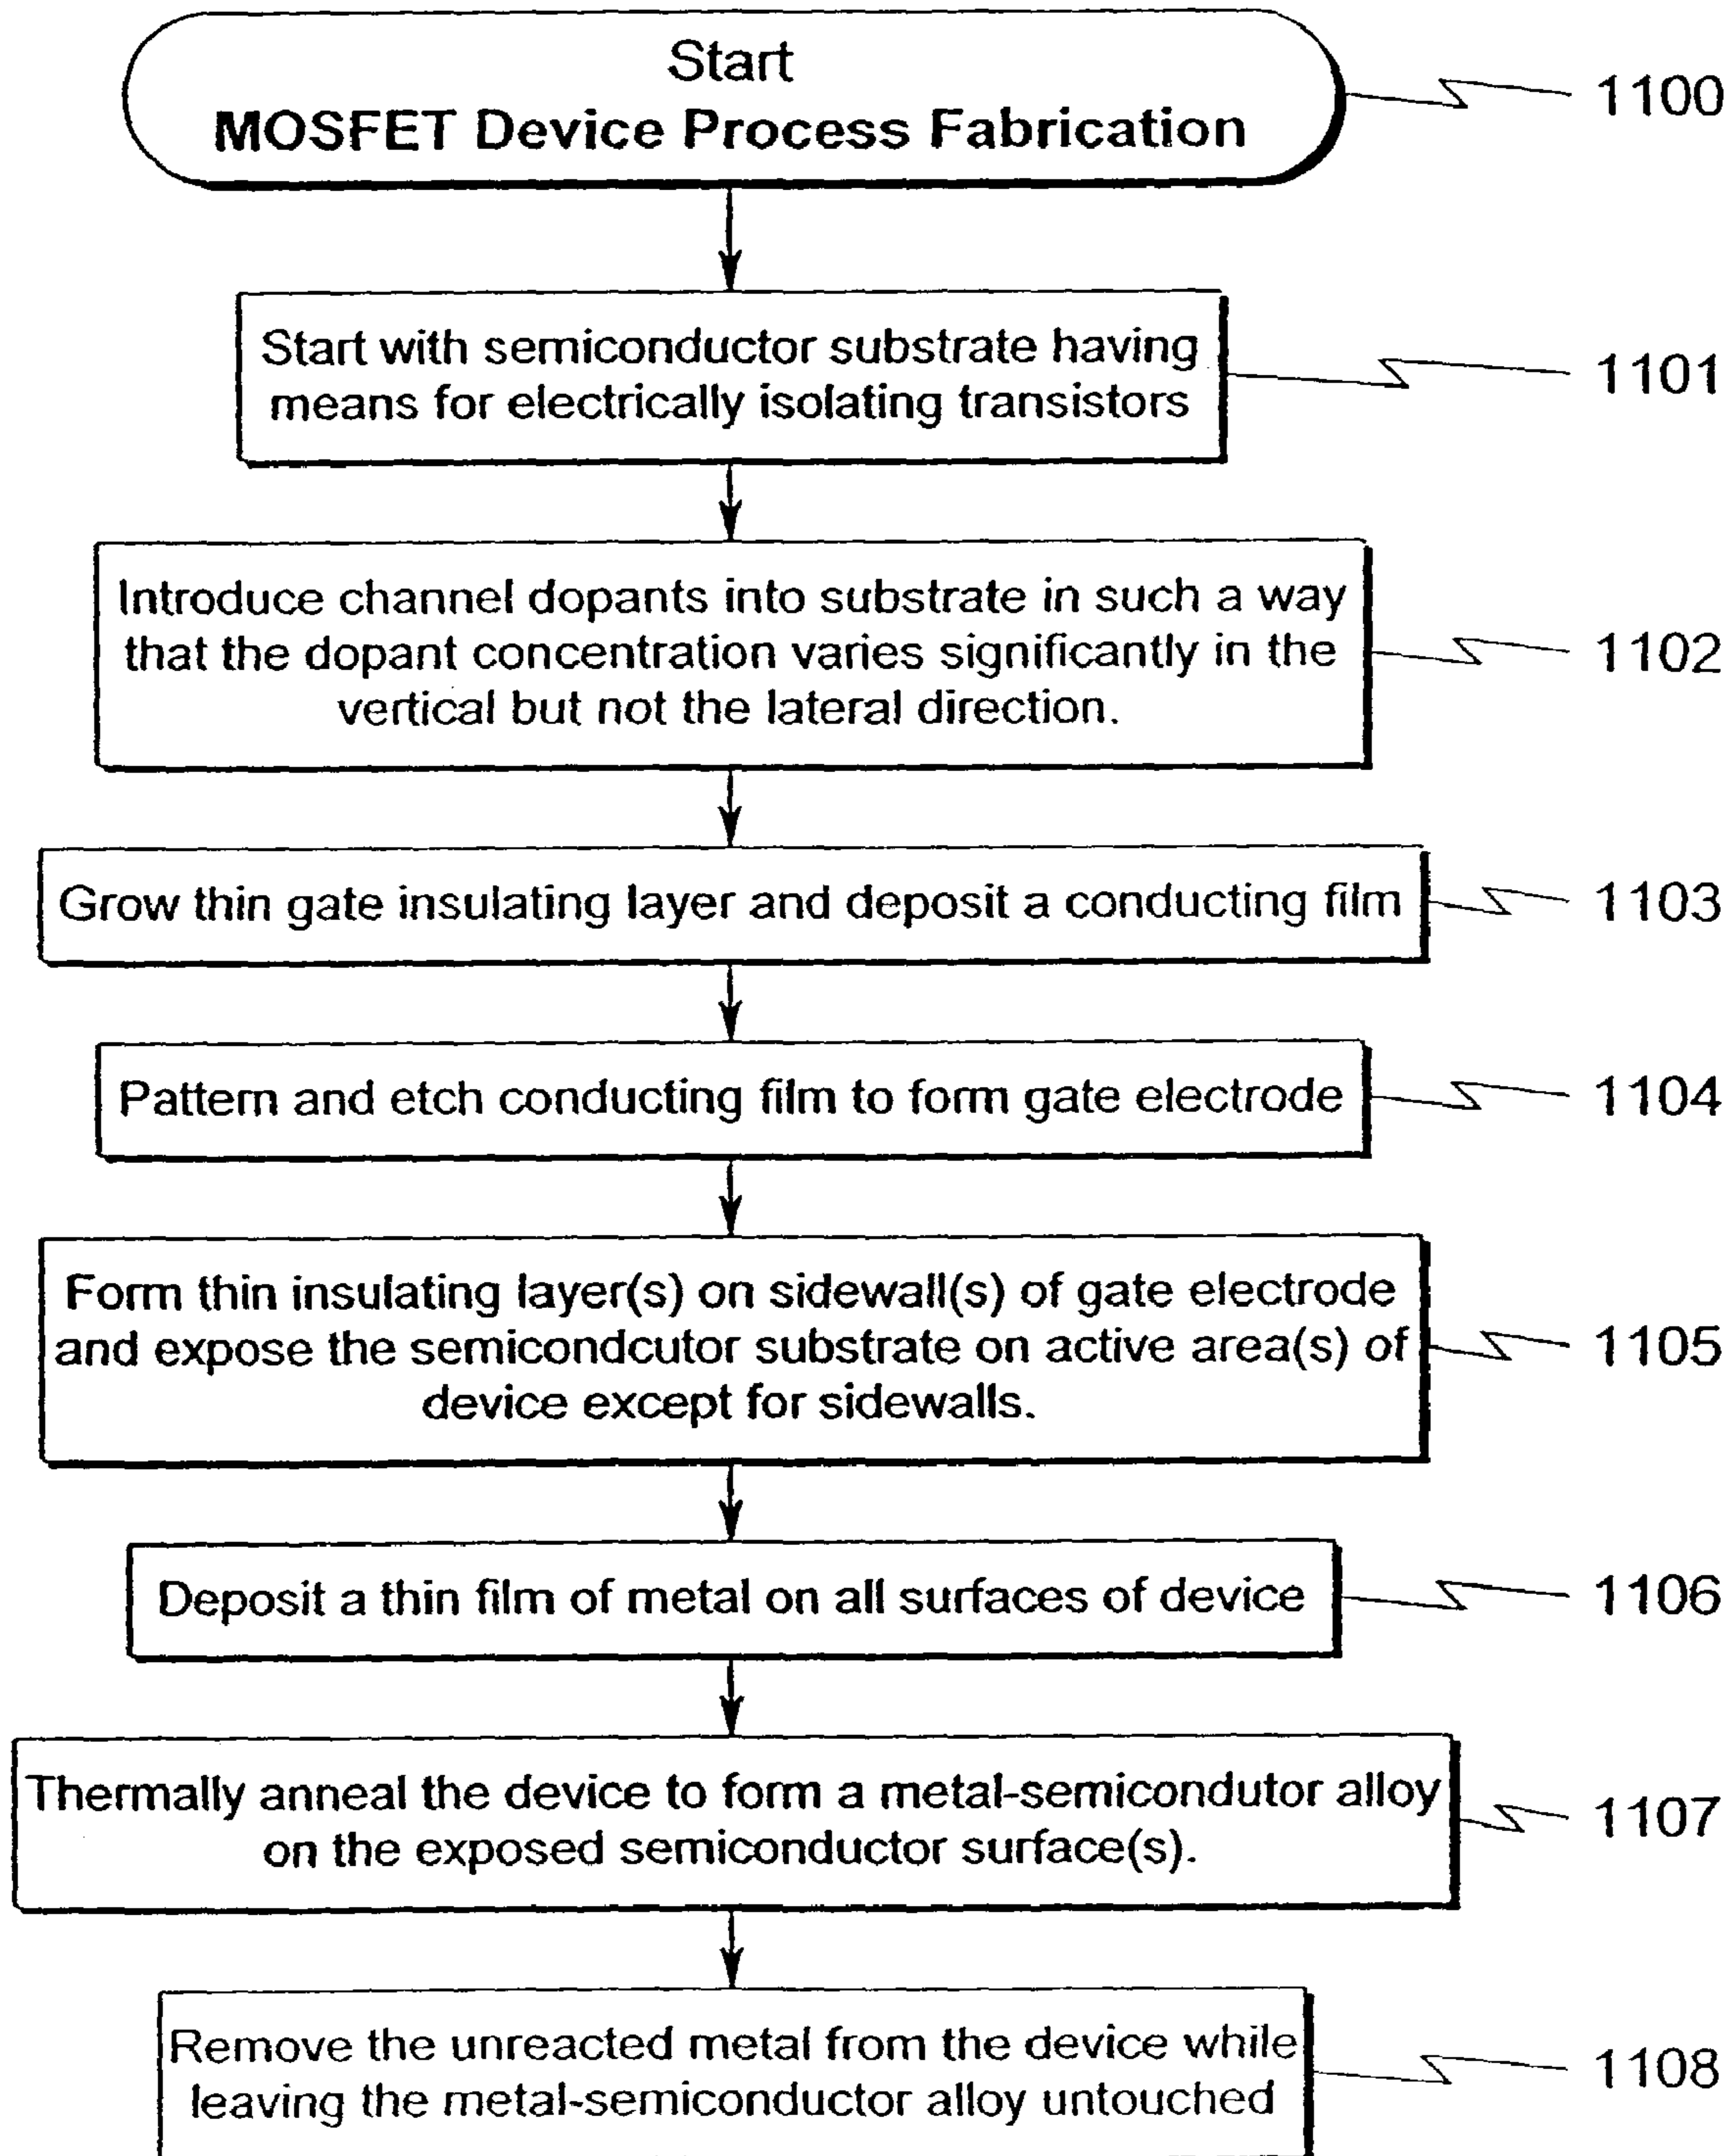 Start
MOSFET Device Process Fabrication
1100
Start with semiconductor substrate having
means for electrically isolating transistors
1101
Introduce channel dopants into substrate in such a way
that the dopant concentration varies significantly in the
vertical but not the lateral direction.
1102
Grow thin gate insulating layer and deposit a conducting film
1103
Pattern and etch conducting film to form gate electrode
1104
Form thin insulating layer(s) on sidewall(s) of gate electrode
and expose the semicondcutor substrate on active area(s) of
device except for sidewalls.
1105
Deposit a thin film of metal on all surfaces of device
1106
Thermally anneal the device to form a metal-semicondutor alloy
on the exposed semiconductor surface(s).
1107
Remove the unreacted metal from the device while
leaving the metal-semiconductor alloy untouched
1108